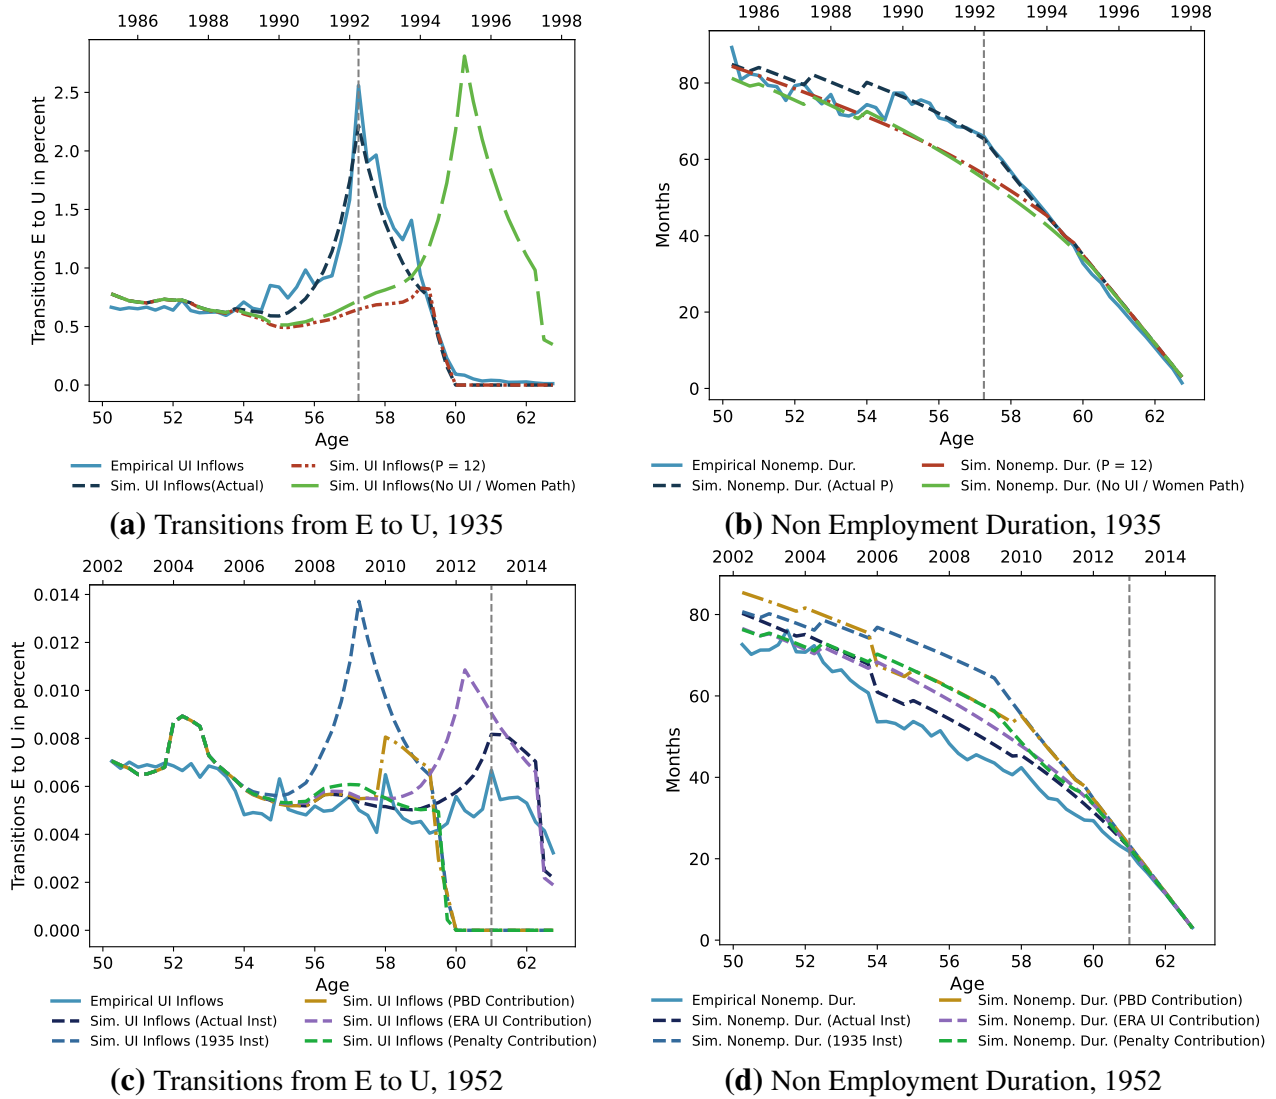 1986 1988 1990 1992 1994 1996 1998
Transitions E to U in percent
2.5
2.0
1.5
1.0
0.5
0.0
50 52 54 56 58 60 62
Age
Empirical UI Inflows
Sim. UI Inflows(Actual)
Sim. UI Inflows(P = 12)
Sim. UI Inflows(No UI / Women Path)
(a) Transitions from E to U, 1935
1986 1988 1990 1992 1994 1996 1998
Months
80
60
40
20
0
50 52 54 56 58 60 62
Age
Empirical Nonemp. Dur.
Sim. Nonemp. Dur. (Actual P)
Sim. Nonemp. Dur. (P = 12)
Sim. Nonemp. Dur. (No UI / Women Path)
(b) Non Employment Duration, 1935
2002 2004 2006 2008 2010 2012 2014
Transitions E to U in percent
0.014
0.012
0.010
0.008
0.006
0.004
0.002
0.000
50 52 54 56 58 60 62
Age
Empirical UI Inflows
Sim. UI Inflows (Actual Inst)
Sim. UI Inflows (1935 Inst)
Sim. UI Inflows (PBD Contribution)
Sim. UI Inflows (ERA UI Contribution)
Sim. UI Inflows (Penalty Contribution)
(c) Transitions from E to U, 1952
2002 2004 2006 2008 2010 2012 2014
Months
80
60
40
20
0
50 52 54 56 58 60 62
Age
Empirical Nonemp. Dur.
Sim. Nonemp. Dur. (Actual Inst)
Sim. Nonemp. Dur. (1935 Inst)
Sim. Nonemp. Dur. (PBD Contribution)
Sim. Nonemp. Dur. (ERA UI Contribution)
Sim. Nonemp. Dur. (Penalty Contribution)
(d) Non Employment Duration, 1952